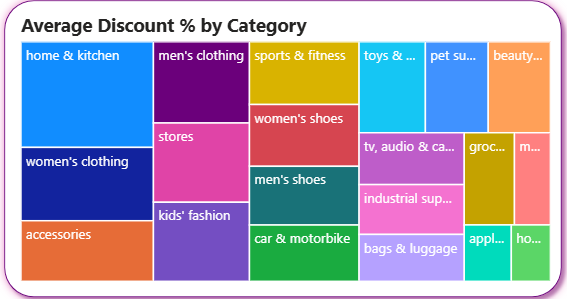 Average Discount % by Category
home & kitchen
women's clothing
accessories
men's clothing
stores
kids' fashion
sports & fitness
women's shoes
men's shoes
car & motorbike
toys & ...
pet su...
beauty...
tv, audio & ca...
industrial sup...
bags & luggage
groc...
m...
appl...
ho...